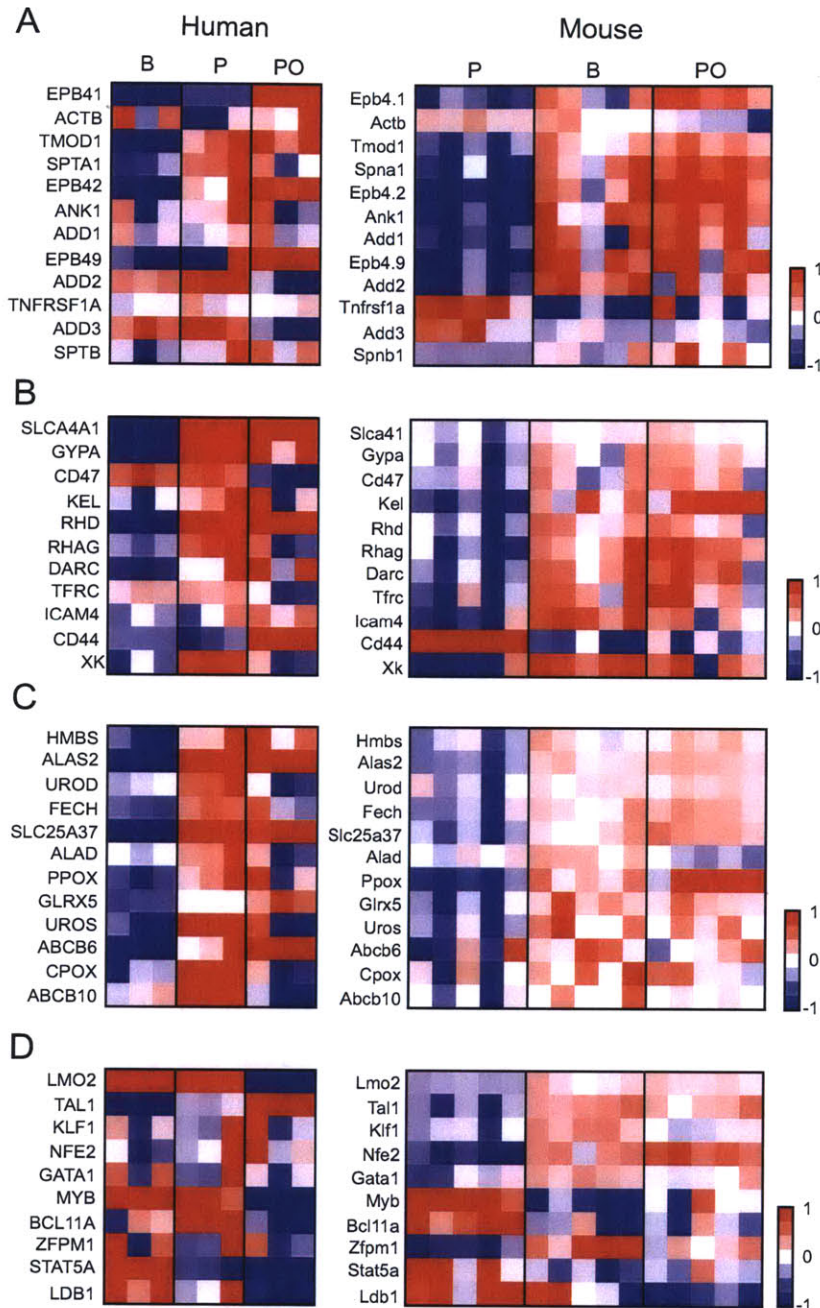 A
Human
Mouse
B P PO
P B PO
EPB41
ACTB
TMOD1
SPTA1
EPB42
ANK1
ADD1
EPB49
ADD2
TNFRSF1A
ADD3
SPTB
Epb4.1
Actb
Tmod1
Spna1
Epb4.2
Ank1
Add1
Epb4.9
Add2
Tnfrsf1a
Add3
Spnb1
1
0
-1
B
SLCA4A1
GYPA
CD47
KEL
RHD
RHAG
DARC
TFRC
ICAM4
CD44
XK
Slca41
Gypa
Cd47
Kel
Rhd
Rhag
Darc
Tfrc
Icam4
Cd44
Xk
1
0
-1
C
HMBS
ALAS2
UROD
FECH
SLC25A37
ALAD
PPOX
GLRX5
UROS
ABCB6
CPOX
ABCB10
Hmbs
Alas2
Urod
Fech
Slc25a37
Alad
Ppox
Glrx5
Uros
Abcb6
Cpox
Abcb10
1
0
-1
D
LMO2
TAL1
KLF1
NFE2
GATA1
MYB
BCL11A
ZFPM1
STAT5A
LDB1
Lmo2
Tal1
Klf1
Nfe2
Gata1
Myb
Bcl11a
Zfpm1
Stat5a
Ldb1
1
0
-1